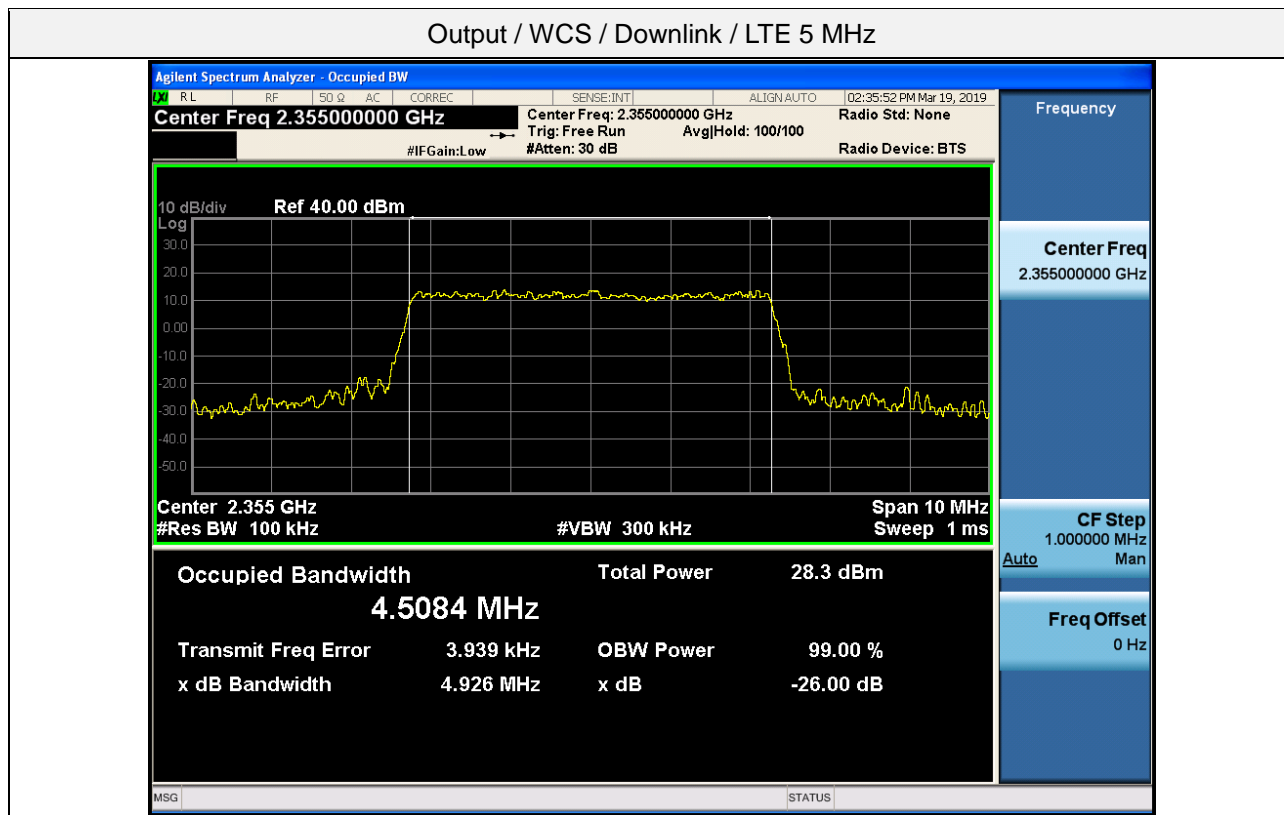 Output / WCS / Downlink / LTE 5 MHz
Agilent Spectrum Analyzer - Occupied BW
LXI RL RF 50 Ω AC CORREC SENSE:INT ALIGN AUTO 02:35:52 PM Mar 19, 2019
Center Freq 2.355000000 GHz
Center Freq: 2.355000000 GHz
Radio Std: None
Trig: Free Run Avg|Hold: 100/100
#IFGain:Low
#Atten: 30 dB
Radio Device: BTS
Frequency
10 dB/div Ref 40.00 dBm
Log
30.0
20.0
10.0
0.00
-10.0
-20.0
-30.0
-40.0
-50.0
Center 2.355 GHz Span 10 MHz
#Res BW 100 kHz #VBW 300 kHz Sweep 1 ms
Occupied Bandwidth Total Power 28.3 dBm
4.5084 MHz
Transmit Freq Error 3.939 kHz OBW Power 99.00 %
x dB Bandwidth 4.926 MHz x dB -26.00 dB
Center Freq
2.355000000 GHz
CF Step
1.000000 MHz
Auto Man
Freq Offset
0 Hz
MSG STATUS